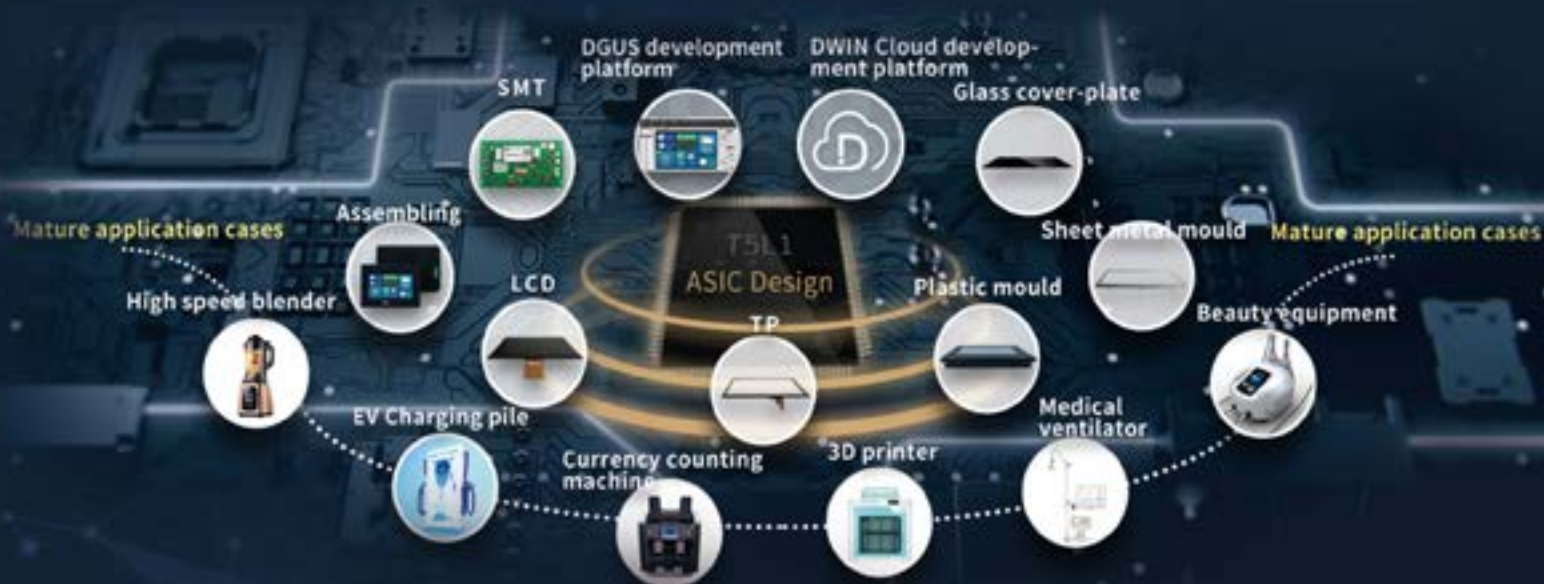 DGUS development
platform
DWIN Cloud develop-
ment platform
SMT
Glass cover-plate
Assembling
Mature application cases
Sheet metal mould
Mature application cases
T5L1
ASIC Design
LCD
Plastic mould
High speed blender
TP
Beauty equipment
EV Charging pile
Medical
ventilator
Currency counting
machine
3D printer
D